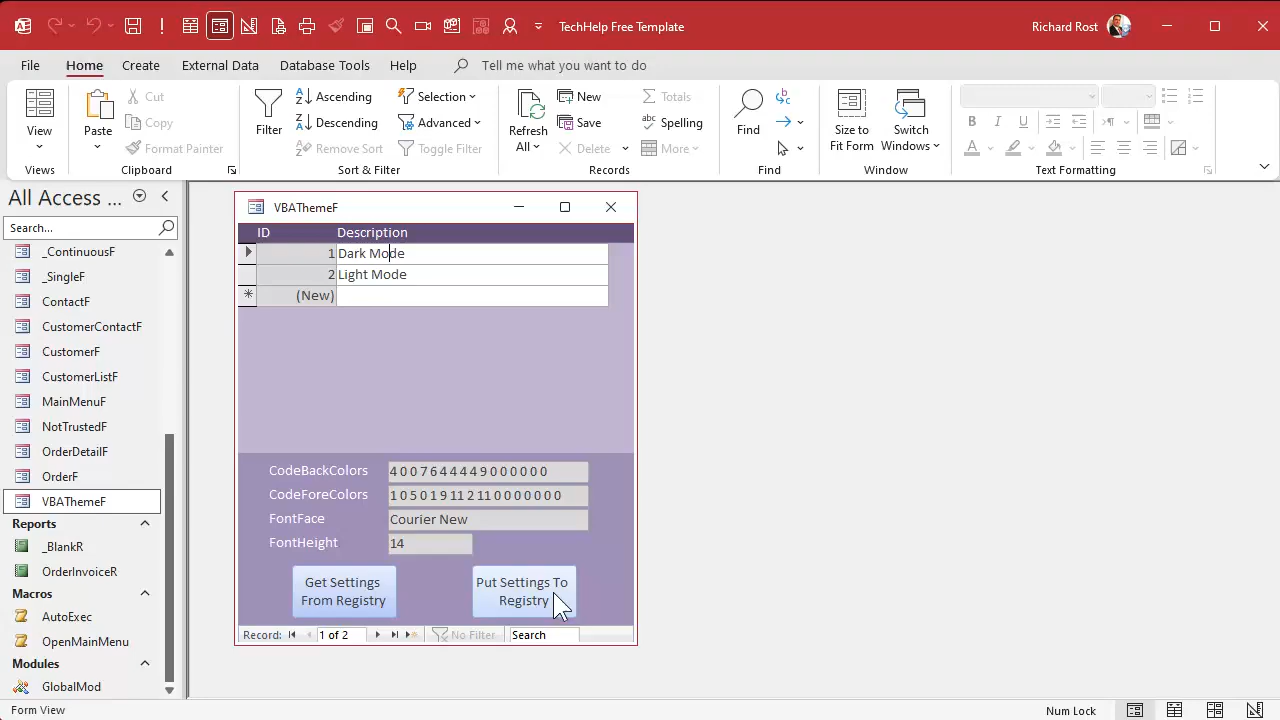 TechHelp Free Template
Richard Rost
File Home Create External Data Database Tools Help Tell me what you want to do
View
Views
Paste
Cut
Copy
Format Painter
Clipboard
Filter
Ascending
Descending
Remove Sort
Selection
Advanced
Toggle Filter
Sort & Filter
Refresh
All
New
Save
Delete
Totals
Spelling
More
Records
Find
Find
Size to
Fit Form
Switch
Windows
Window
B I U
A
Text Formatting
All Access ...
Search...
_ContinuousF
_SingleF
ContactF
CustomerContactF
CustomerF
CustomerListF
MainMenuF
NotTrustedF
OrderDetailF
OrderF
VBAThemeF
Reports
_BlankR
OrderInvoiceR
Macros
AutoExec
OpenMainMenu
Modules
GlobalMod
VBAThemeF
ID Description
1 Dark Mode
2 Light Mode
(New)
CodeBackColors 4 0 0 7 6 4 4 4 4 9 0 0 0 0 0 0
CodeForeColors 1 0 5 0 1 9 11 2 11 0 0 0 0 0 0 0
FontFace Courier New
FontHeight 14
Get Settings
From Registry
Put Settings To
Registry
Record: 1 of 2 No Filter Search
Form View
Num Lock